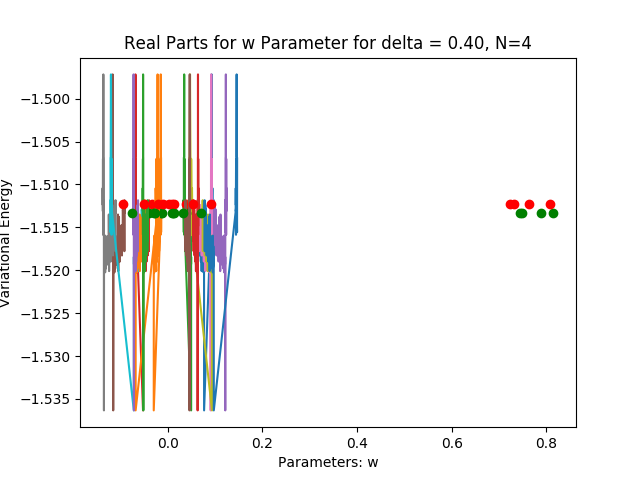 Real Parts for w Parameter for delta = 0.40, N=4
−1.500
−1.505
−1.510
−1.515
−1.520
−1.525
−1.530
−1.535
Variational Energy
0.0 0.2 0.4 0.6 0.8
Parameters: w